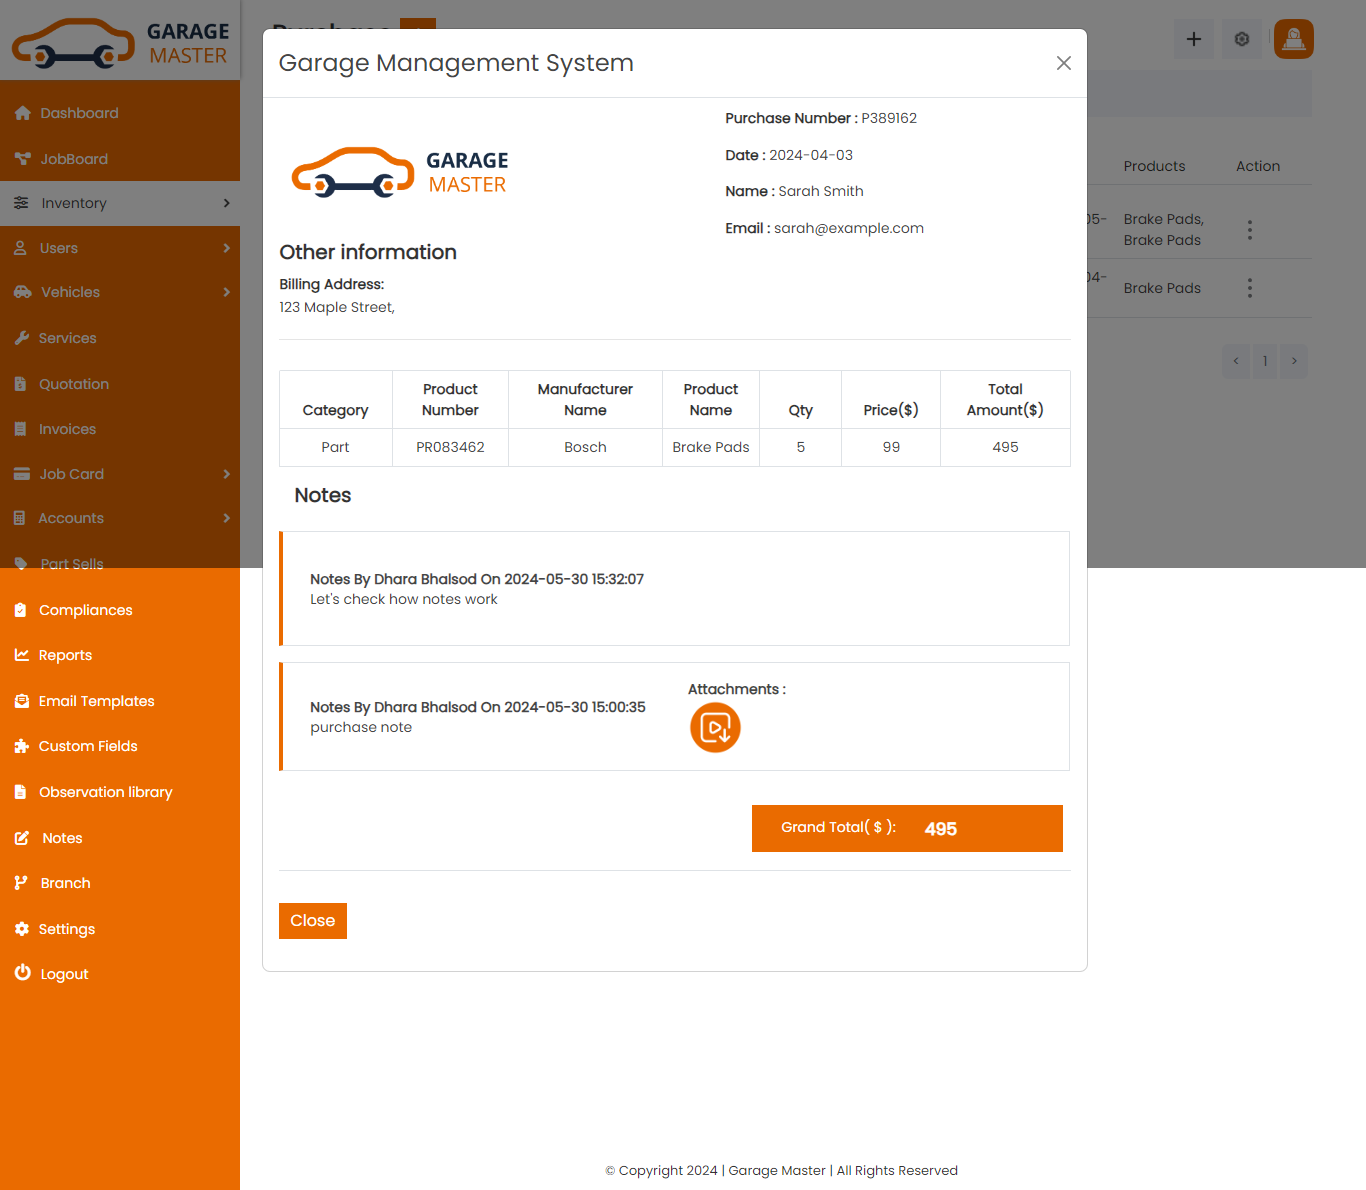 GARAGE
MASTER
Dashboard
JobBoard
Inventory
Users
Vehicles
Services
Quotation
Invoices
Job Card
Accounts
Part Sells
Compliances
Reports
Email Templates
Custom Fields
Observation library
Notes
Branch
Settings
Logout
Garage Management System
GARAGE
MASTER
Purchase Number : P389162
Date : 2024-04-03
Name : Sarah Smith
Email : sarah@example.com
Other information
Billing Address:
123 Maple Street,
Category Product Number Manufacturer Name Product Name Qty Price($) Total Amount($)
Part PR083462 Bosch Brake Pads 5 99 495
Notes
Notes By Dhara Bhalsod On 2024-05-30 15:32:07
Let's check how notes work
Notes By Dhara Bhalsod On 2024-05-30 15:00:35
purchase note
Attachments :
Grand Total( $ ): 495
Close
Products Action
05- Brake Pads,
Brake Pads
04- Brake Pads
< 1 >
© Copyright 2024 | Garage Master | All Rights Reserved